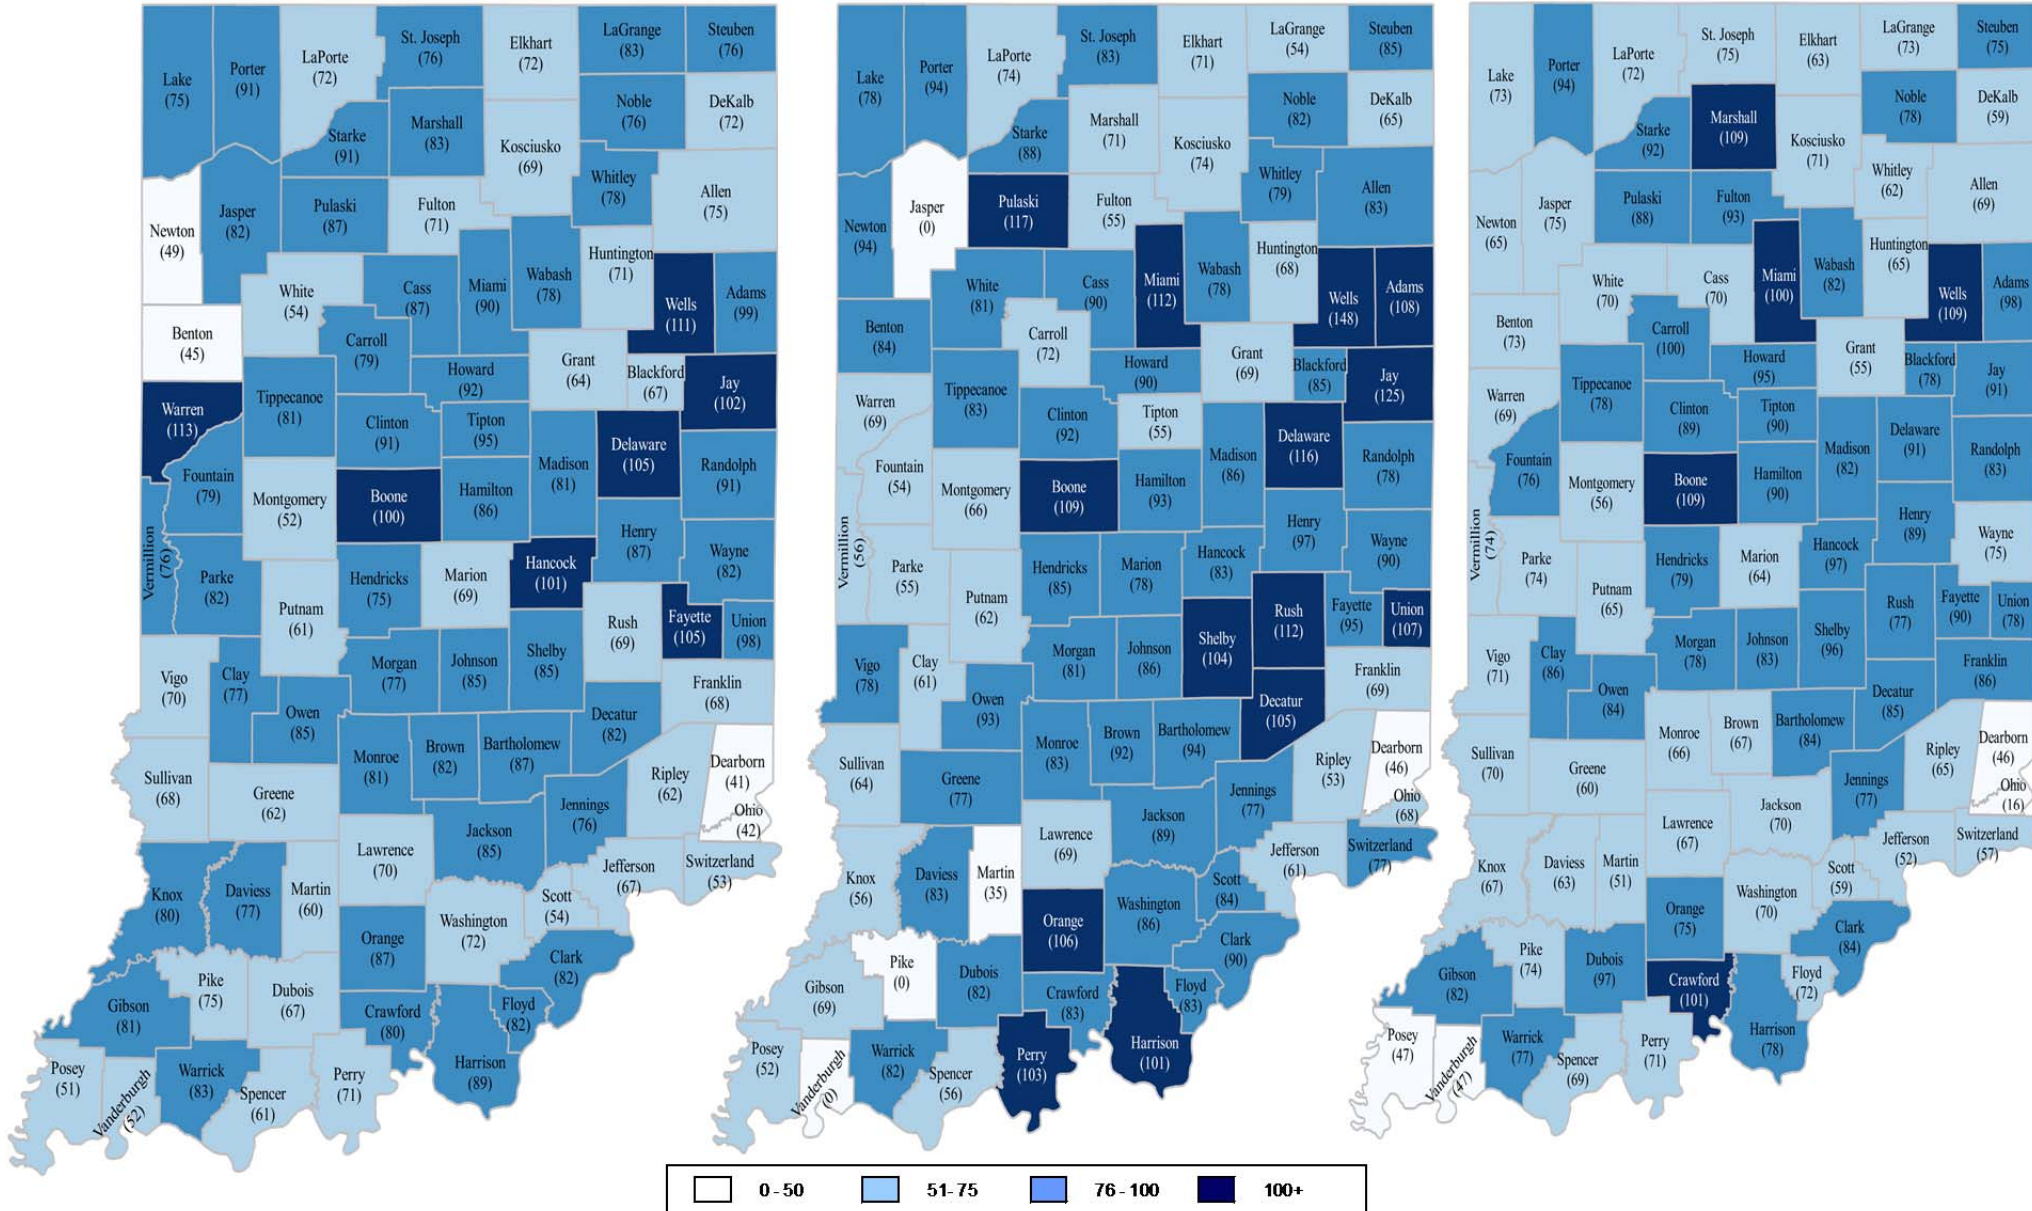 Lake
(75)
Porter
(91)
LaPorte
(72)
St. Joseph
(76)
Elkhart
(72)
LaGrange
(83)
Steuben
(76)
Noble
(76)
DeKalb
(72)
Starke
(91)
Marshall
(83)
Kosciusko
(69)
Whitley
(78)
Allen
(75)
Newton
(49)
Jasper
(82)
Pulaski
(87)
Fulton
(71)
Huntington
(71)
White
(54)
Cass
(87)
Miami
(90)
Wabash
(78)
Wells
(111)
Adams
(99)
Benton
(45)
Carroll
(79)
Howard
(92)
Grant
(64)
Blackford
(67)
Jay
(102)
Warren
(113)
Tippecanoe
(81)
Clinton
(91)
Tipton
(95)
Madison
(81)
Delaware
(105)
Randolph
(91)
Fountain
(79)
Montgomery
(52)
Boone
(100)
Hamilton
(86)
Henry
(87)
Wayne
(82)
Vermillion
(76)
Parke
(82)
Putnam
(61)
Hendricks
(75)
Marion
(69)
Hancock
(101)
Rush
(69)
Fayette
(105)
Union
(98)
Vigo
(70)
Clay
(77)
Owen
(85)
Morgan
(77)
Johnson
(85)
Shelby
(85)
Franklin
(68)
Decatur
(82)
Sullivan
(68)
Greene
(62)
Monroe
(81)
Brown
(82)
Bartholomew
(87)
Ripley
(62)
Dearborn
(41)
Ohio
(42)
Jennings
(76)
Jackson
(85)
Lawrence
(70)
Jefferson
(67)
Switzerland
(53)
Knox
(80)
Daviess
(77)
Martin
(60)
Scott
(54)
Washington
(72)
Orange
(87)
Clark
(82)
Gibson
(81)
Pike
(75)
Dubois
(67)
Crawford
(80)
Floyd
(82)
Harrison
(89)
Posey
(51)
Vanderburgh
(52)
Warrick
(83)
Spencer
(61)
Perry
(71)
Lake
(78)
Porter
(94)
LaPorte
(74)
St. Joseph
(83)
Elkhart
(71)
LaGrange
(54)
Steuben
(85)
Noble
(82)
DeKalb
(65)
Starke
(88)
Marshall
(71)
Kosciusko
(74)
Whitley
(79)
Allen
(83)
Newton
(94)
Jasper
(0)
Pulaski
(117)
Fulton
(55)
Huntington
(68)
White
(81)
Cass
(90)
Miami
(112)
Wabash
(78)
Wells
(148)
Adams
(108)
Benton
(84)
Carroll
(72)
Howard
(90)
Grant
(69)
Blackford
(85)
Jay
(125)
Warren
(69)
Tippecanoe
(83)
Clinton
(92)
Tipton
(55)
Madison
(86)
Delaware
(116)
Randolph
(78)
Fountain
(54)
Montgomery
(66)
Boone
(109)
Hamilton
(93)
Henry
(97)
Wayne
(90)
Vermillion
(56)
Parke
(55)
Putnam
(62)
Hendricks
(85)
Marion
(78)
Hancock
(83)
Rush
(112)
Fayette
(95)
Union
(107)
Vigo
(78)
Clay
(61)
Owen
(93)
Morgan
(81)
Johnson
(86)
Shelby
(104)
Franklin
(69)
Decatur
(105)
Sullivan
(64)
Greene
(77)
Monroe
(83)
Brown
(92)
Bartholomew
(94)
Ripley
(53)
Dearborn
(46)
Ohio
(68)
Jennings
(77)
Jackson
(89)
Lawrence
(69)
Jefferson
(61)
Switzerland
(77)
Knox
(56)
Daviess
(83)
Martin
(35)
Scott
(84)
Washington
(86)
Orange
(106)
Clark
(90)
Gibson
(69)
Pike
(0)
Dubois
(82)
Crawford
(83)
Floyd
(83)
Harrison
(101)
Posey
(52)
Vanderburgh
(0)
Warrick
(82)
Spencer
(56)
Perry
(103)
Lake
(73)
Porter
(94)
LaPorte
(72)
St. Joseph
(75)
Elkhart
(63)
LaGrange
(73)
Steuben
(75)
Noble
(78)
DeKalb
(59)
Starke
(92)
Marshall
(109)
Kosciusko
(71)
Whitley
(62)
Allen
(69)
Newton
(65)
Jasper
(75)
Pulaski
(88)
Fulton
(93)
Huntington
(65)
White
(70)
Cass
(70)
Miami
(100)
Wabash
(82)
Wells
(109)
Adams
(98)
Benton
(73)
Carroll
(100)
Howard
(95)
Grant
(55)
Blackford
(78)
Jay
(91)
Warren
(69)
Tippecanoe
(78)
Clinton
(89)
Tipton
(90)
Madison
(82)
Delaware
(91)
Randolph
(83)
Fountain
(76)
Montgomery
(56)
Boone
(109)
Hamilton
(90)
Henry
(89)
Wayne
(75)
Vermillion
(74)
Parke
(74)
Putnam
(65)
Hendricks
(79)
Marion
(64)
Hancock
(97)
Rush
(77)
Fayette
(90)
Union
(78)
Vigo
(71)
Clay
(86)
Owen
(84)
Morgan
(78)
Johnson
(83)
Shelby
(96)
Franklin
(86)
Decatur
(85)
Sullivan
(70)
Greene
(60)
Monroe
(66)
Brown
(67)
Bartholomew
(84)
Ripley
(65)
Dearborn
(46)
Ohio
(16)
Jennings
(77)
Jackson
(70)
Lawrence
(67)
Jefferson
(52)
Switzerland
(57)
Knox
(67)
Daviess
(63)
Martin
(51)
Scott
(59)
Washington
(70)
Orange
(75)
Clark
(84)
Gibson
(82)
Pike
(74)
Dubois
(97)
Crawford
(101)
Floyd
(72)
Harrison
(78)
Posey
(47)
Vanderburgh
(47)
Warrick
(77)
Spencer
(69)
Perry
(71)
0 - 50
51- 75
76 - 100
100+